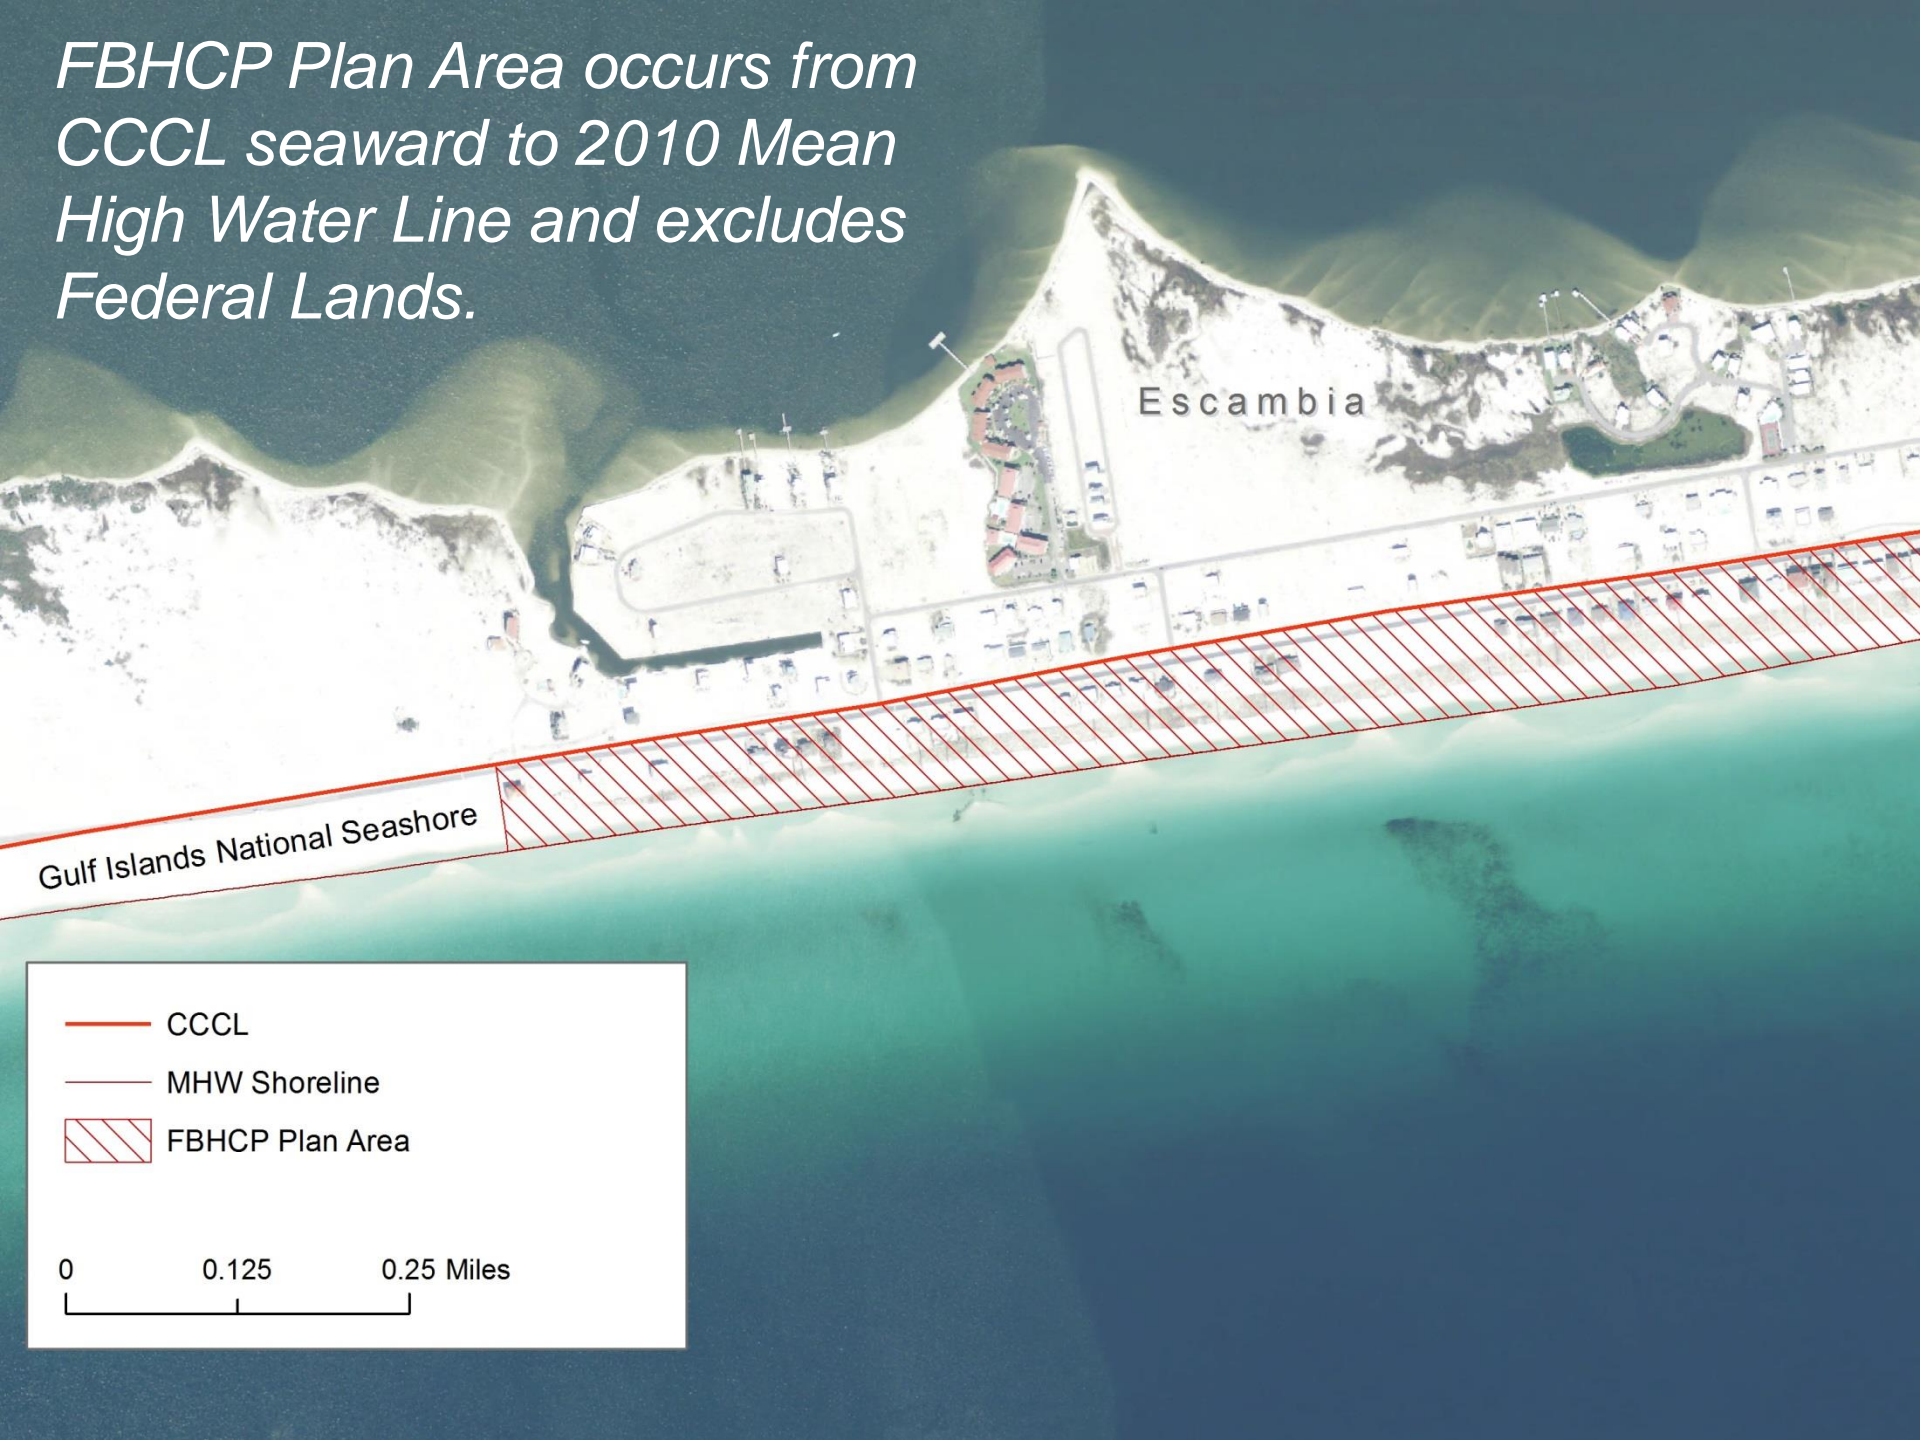 FBHCP Plan Area occurs from
CCCL seaward to 2010 Mean
High Water Line and excludes
Federal Lands.
Escambia
Gulf Islands National Seashore
CCCL
MHW Shoreline
FBHCP Plan Area
0 0.125 0.25 Miles